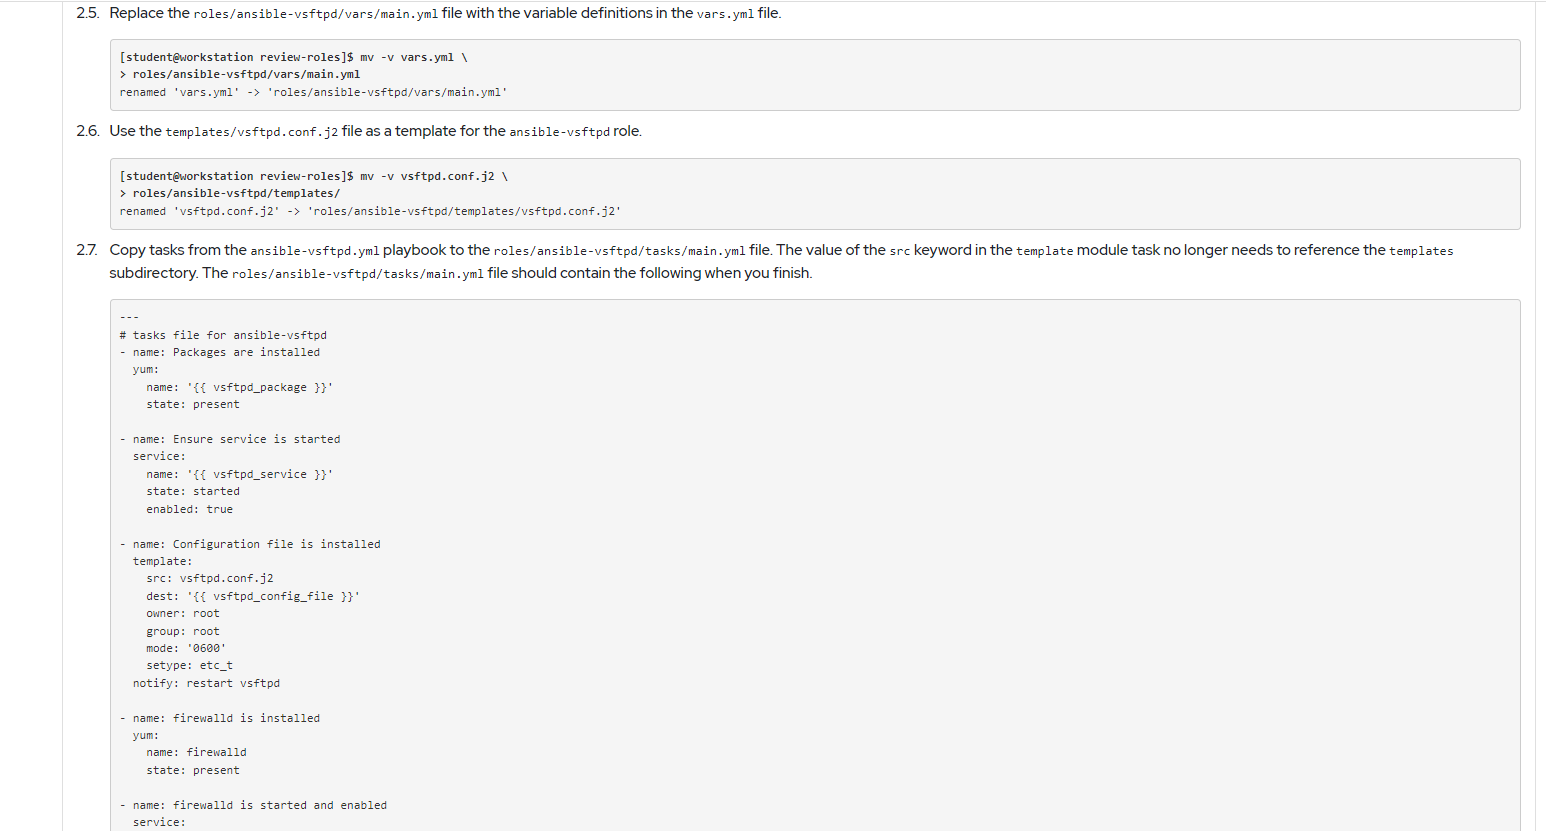 2.5. Replace the roles/ansible-vsftpd/vars/main.yml file with the variable definitions in the vars.yml file.
[student@workstation review-roles]$ mv -v vars.yml \
> roles/ansible-vsftpd/vars/main.yml
renamed 'vars.yml' -> 'roles/ansible-vsftpd/vars/main.yml'
2.6. Use the templates/vsftpd.conf.j2 file as a template for the ansible-vsftpd role.
[student@workstation review-roles]$ mv -v vsftpd.conf.j2 \
> roles/ansible-vsftpd/templates/
renamed 'vsftpd.conf.j2' -> 'roles/ansible-vsftpd/templates/vsftpd.conf.j2'
2.7. Copy tasks from the ansible-vsftpd.yml playbook to the roles/ansible-vsftpd/tasks/main.yml file. The value of the src keyword in the template module task no longer needs to reference the templates
subdirectory. The roles/ansible-vsftpd/tasks/main.yml file should contain the following when you finish.
---
# tasks file for ansible-vsftpd
- name: Packages are installed
  yum:
    name: '{{ vsftpd_package }}'
    state: present

- name: Ensure service is started
  service:
    name: '{{ vsftpd_service }}'
    state: started
    enabled: true

- name: Configuration file is installed
  template:
    src: vsftpd.conf.j2
    dest: '{{ vsftpd_config_file }}'
    owner: root
    group: root
    mode: '0600'
    setype: etc_t
  notify: restart vsftpd

- name: firewalld is installed
  yum:
    name: firewalld
    state: present

- name: firewalld is started and enabled
  service: